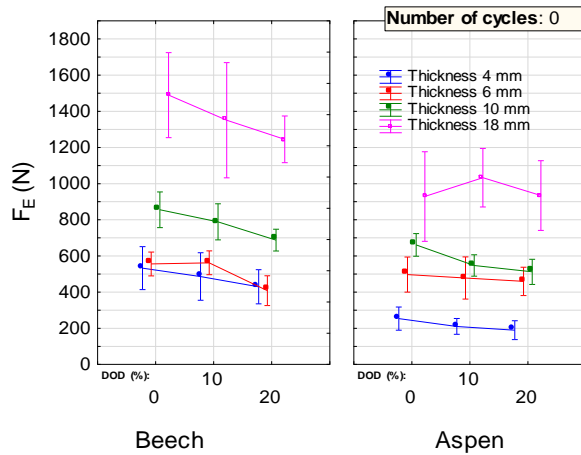 Number of cycles: 0
F_E (N)
1800
1600
1400
1200
1000
800
600
400
200
0
Thickness 4 mm
Thickness 6 mm
Thickness 10 mm
Thickness 18 mm
DOD (%): 10 DOD (%): 10
0 20 0 20
Beech Aspen